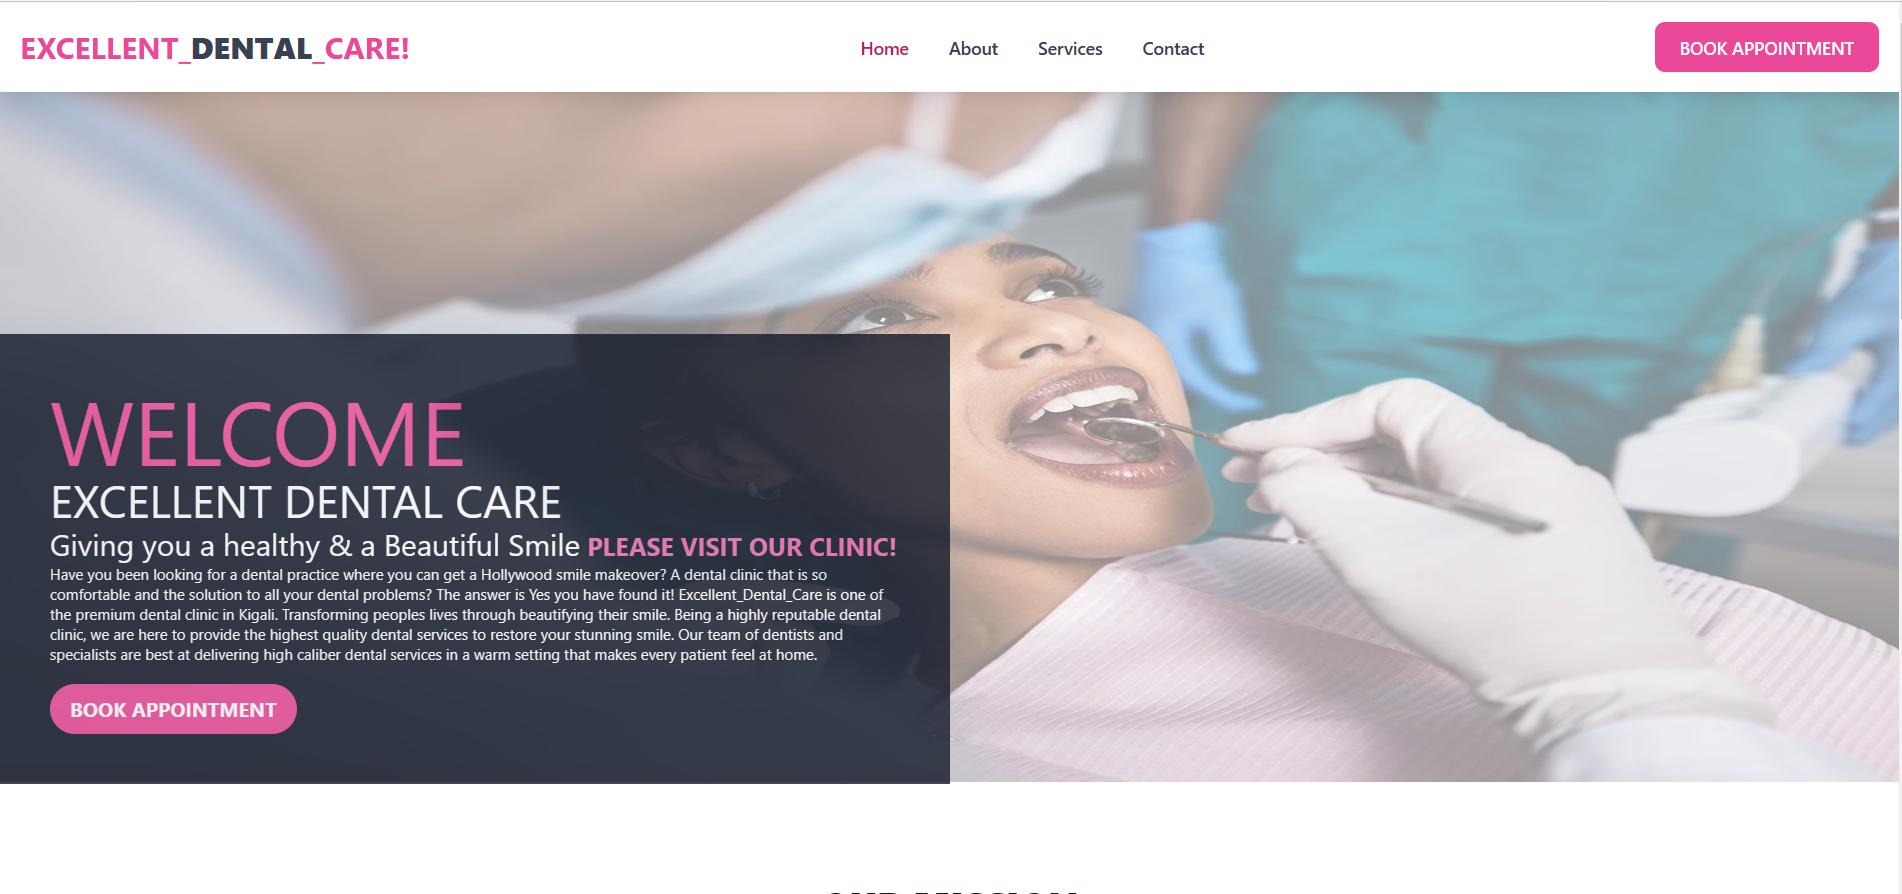 EXCELLENT_DENTAL_CARE!
Home About Services Contact
BOOK APPOINTMENT
WELCOME
EXCELLENT DENTAL CARE
Giving you a healthy & a Beautiful Smile PLEASE VISIT OUR CLINIC!
Have you been looking for a dental practice where you can get a Hollywood smile makeover? A dental clinic that is so
comfortable and the solution to all your dental problems? The answer is Yes you have found it! Excellent_Dental_Care is one of
the premium dental clinic in Kigali. Transforming peoples lives through beautifying their smile. Being a highly reputable dental
clinic, we are here to provide the highest quality dental services to restore your stunning smile. Our team of dentists and
specialists are best at delivering high caliber dental services in a warm setting that makes every patient feel at home.
BOOK APPOINTMENT
OUR MISSION